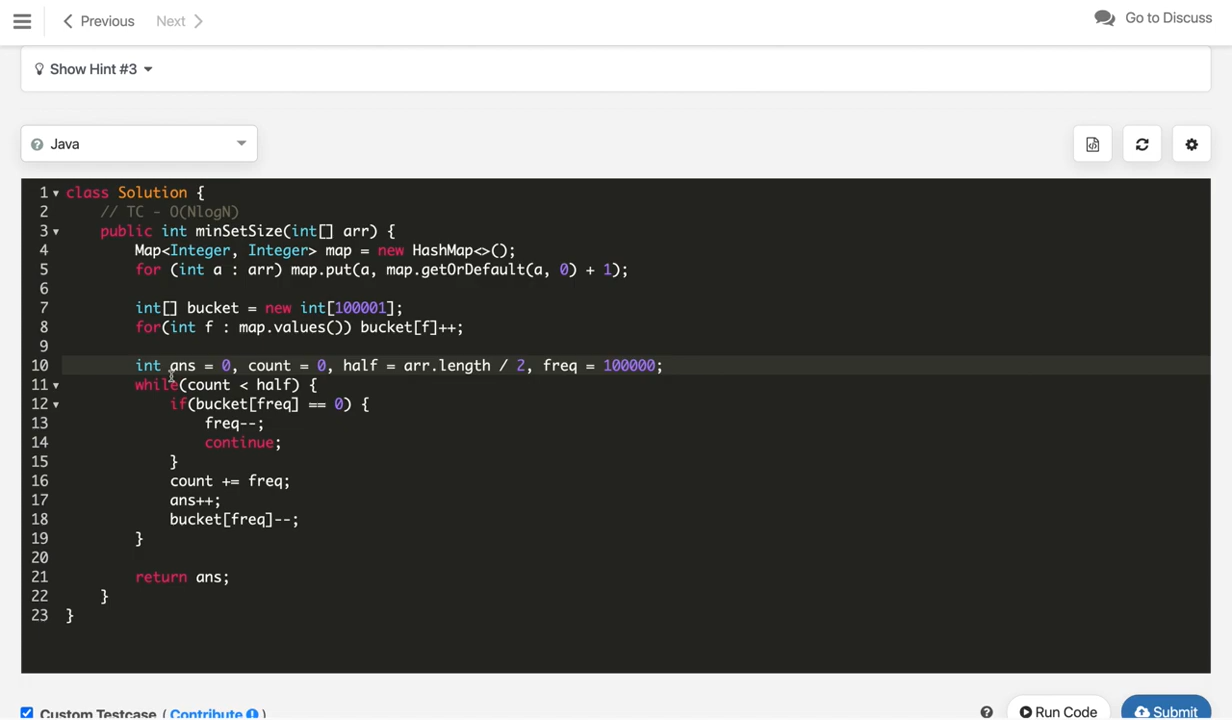 Previous Next Go to Discuss
Show Hint #3
Java
1 class Solution {
2 // TC - O(NlogN)
3 public int minSetSize(int[] arr) {
4 Map<Integer, Integer> map = new HashMap<>();
5 for (int a : arr) map.put(a, map.getOrDefault(a, 0) + 1);
6
7 int[] bucket = new int[100001];
8 for(int f : map.values()) bucket[f]++;
9
10 int ans = 0, count = 0, half = arr.length / 2, freq = 100000;
11 while(count < half) {
12 if(bucket[freq] == 0) {
13 freq--;
14 continue;
15 }
16 count += freq;
17 ans++;
18 bucket[freq]--;
19 }
20
21 return ans;
22 }
23 }
Custom Testcase ( Contribute ) Run Code Submit